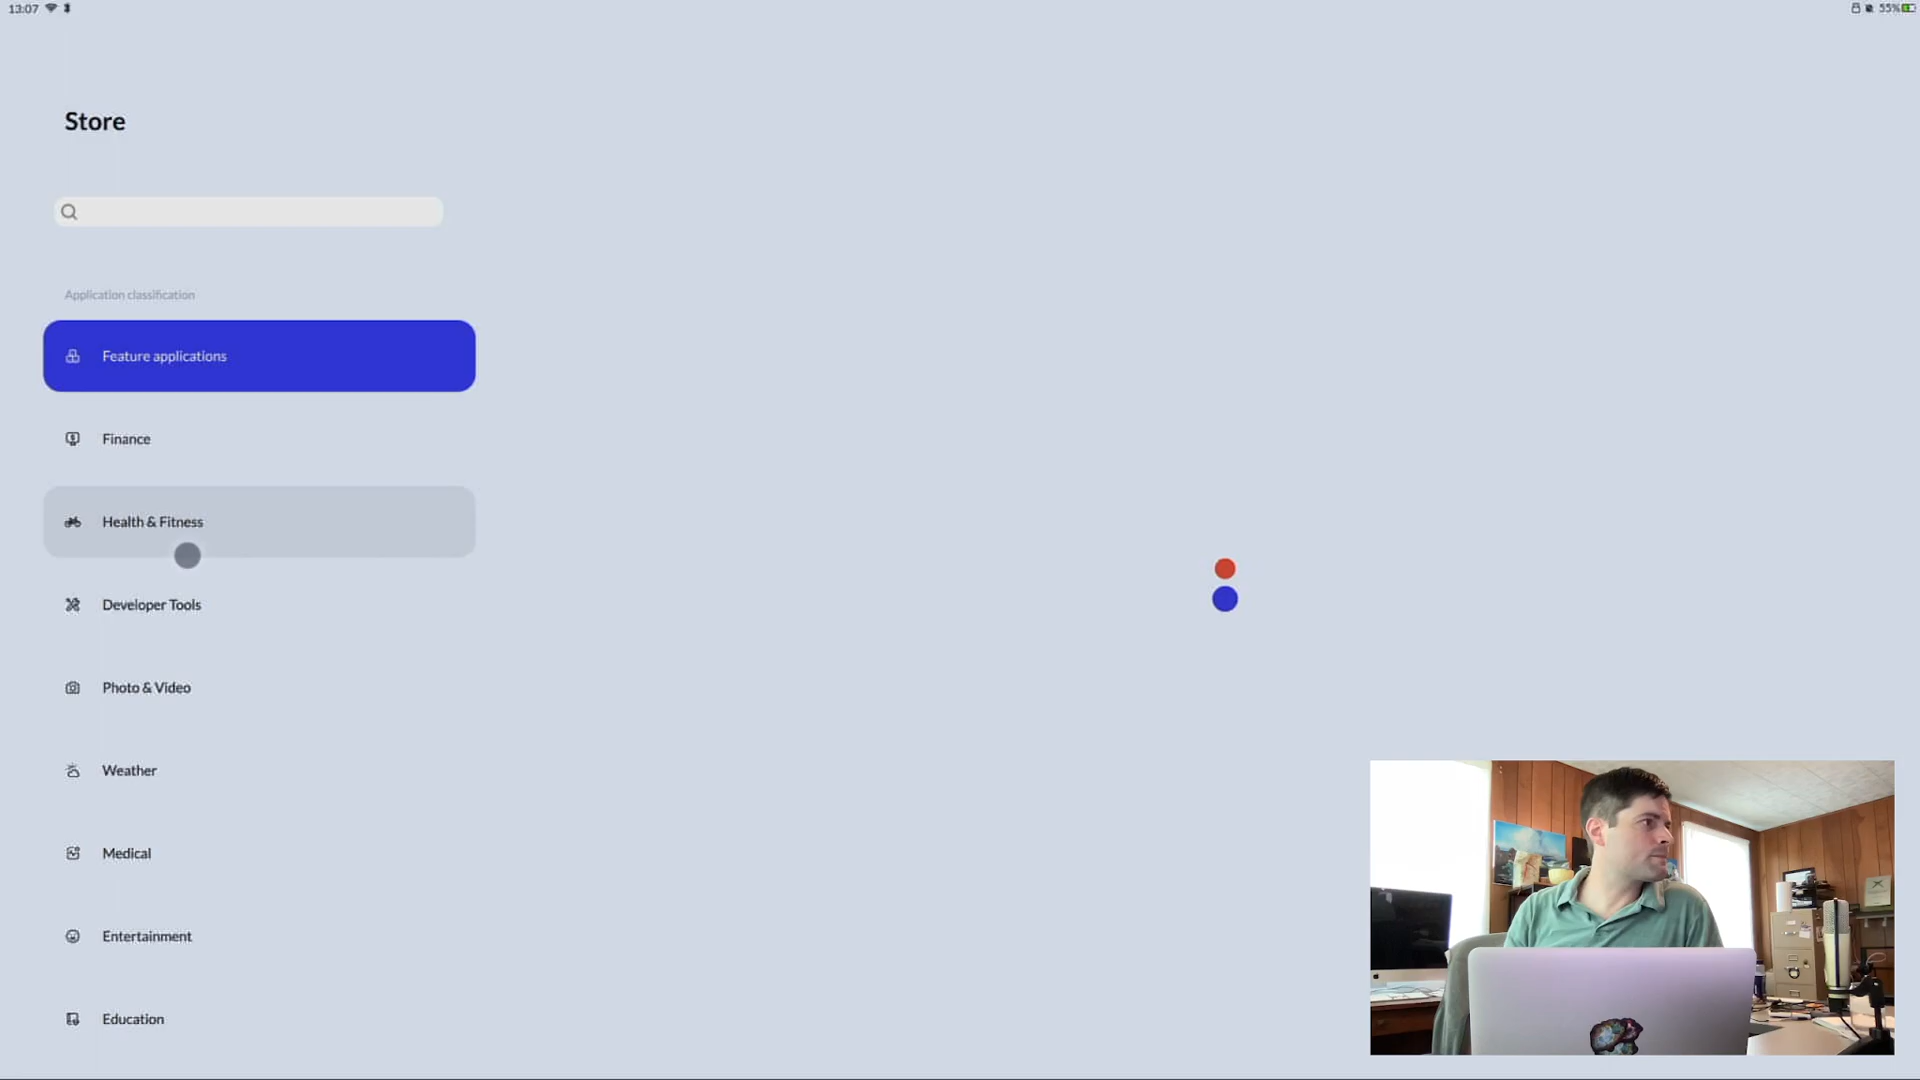 13:07
55%
Store
Application classification
Feature applications
Finance
Health & Fitness
Developer Tools
Photo & Video
Weather
Medical
Entertainment
Education